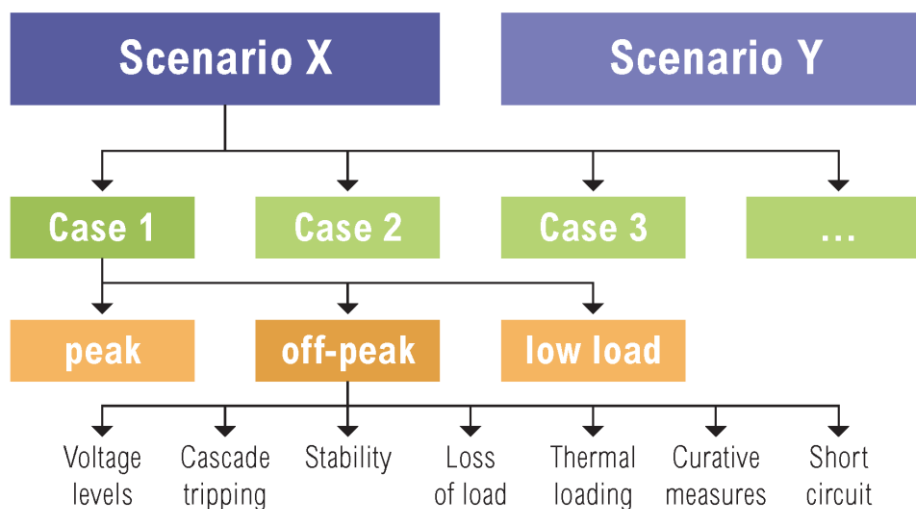 Scenario X
Scenario Y
Case 1
Case 2
Case 3
...
peak
off-peak
low load
Voltage
levels
Cascade
tripping
Stability
Loss
of load
Thermal
loading
Curative
measures
Short
circuit